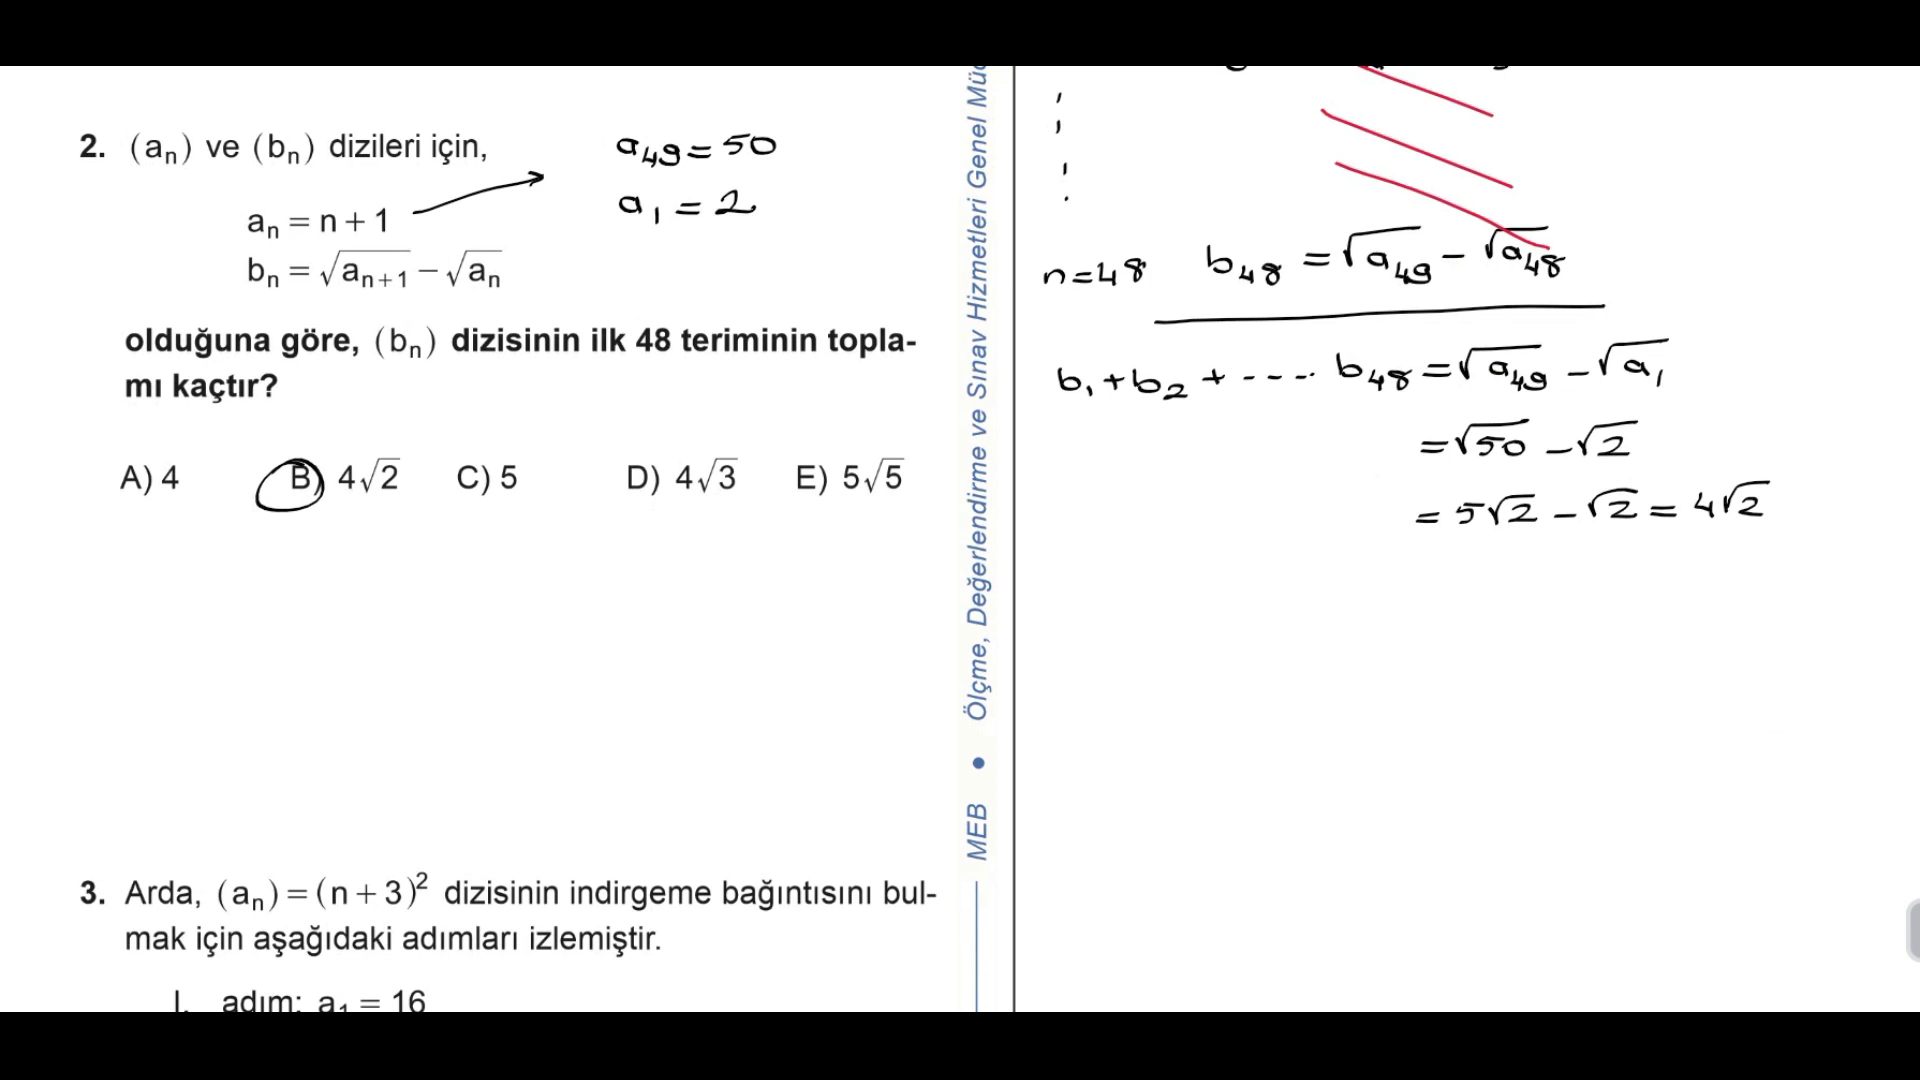 2. (aₙ) ve (bₙ) dizileri için,
aₙ = n + 1
bₙ = √aₙ₊₁ − √aₙ
olduğuna göre, (bₙ) dizisinin ilk 48 teriminin topla-
mı kaçtır?
A) 4 B) 4√2 C) 5 D) 4√3 E) 5√5
a₄₉ = 50
a₁ = 2
3. Arda, (aₙ) = (n + 3)² dizisinin indirgeme bağıntısını bul-
mak için aşağıdaki adımları izlemiştir.
I. adım: a₁ = 16
MEB • Ölçme, Değerlendirme ve Sınav Hizmetleri Genel
n=48 b₄₈ = √a₄₉ − √a₄₈
b₁ + b₂ + ---- b₄₈ = √a₄₉ − √a₁
= √50 − √2
= 5√2 − √2 = 4√2